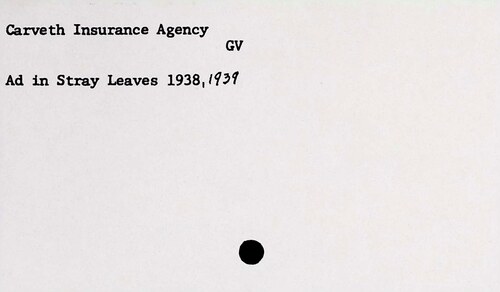 Carveth Insurance Agency
GV
Ad in Stray Leaves 1938, 1939